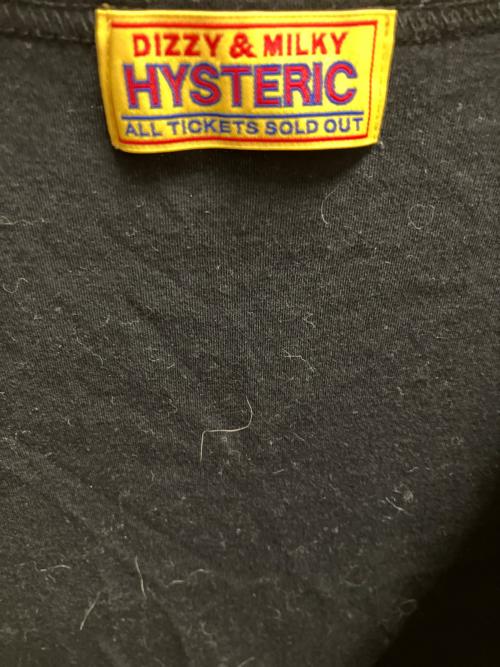 DIZZY & MILKY
HYSTERIC
ALL TICKETS SOLD OUT